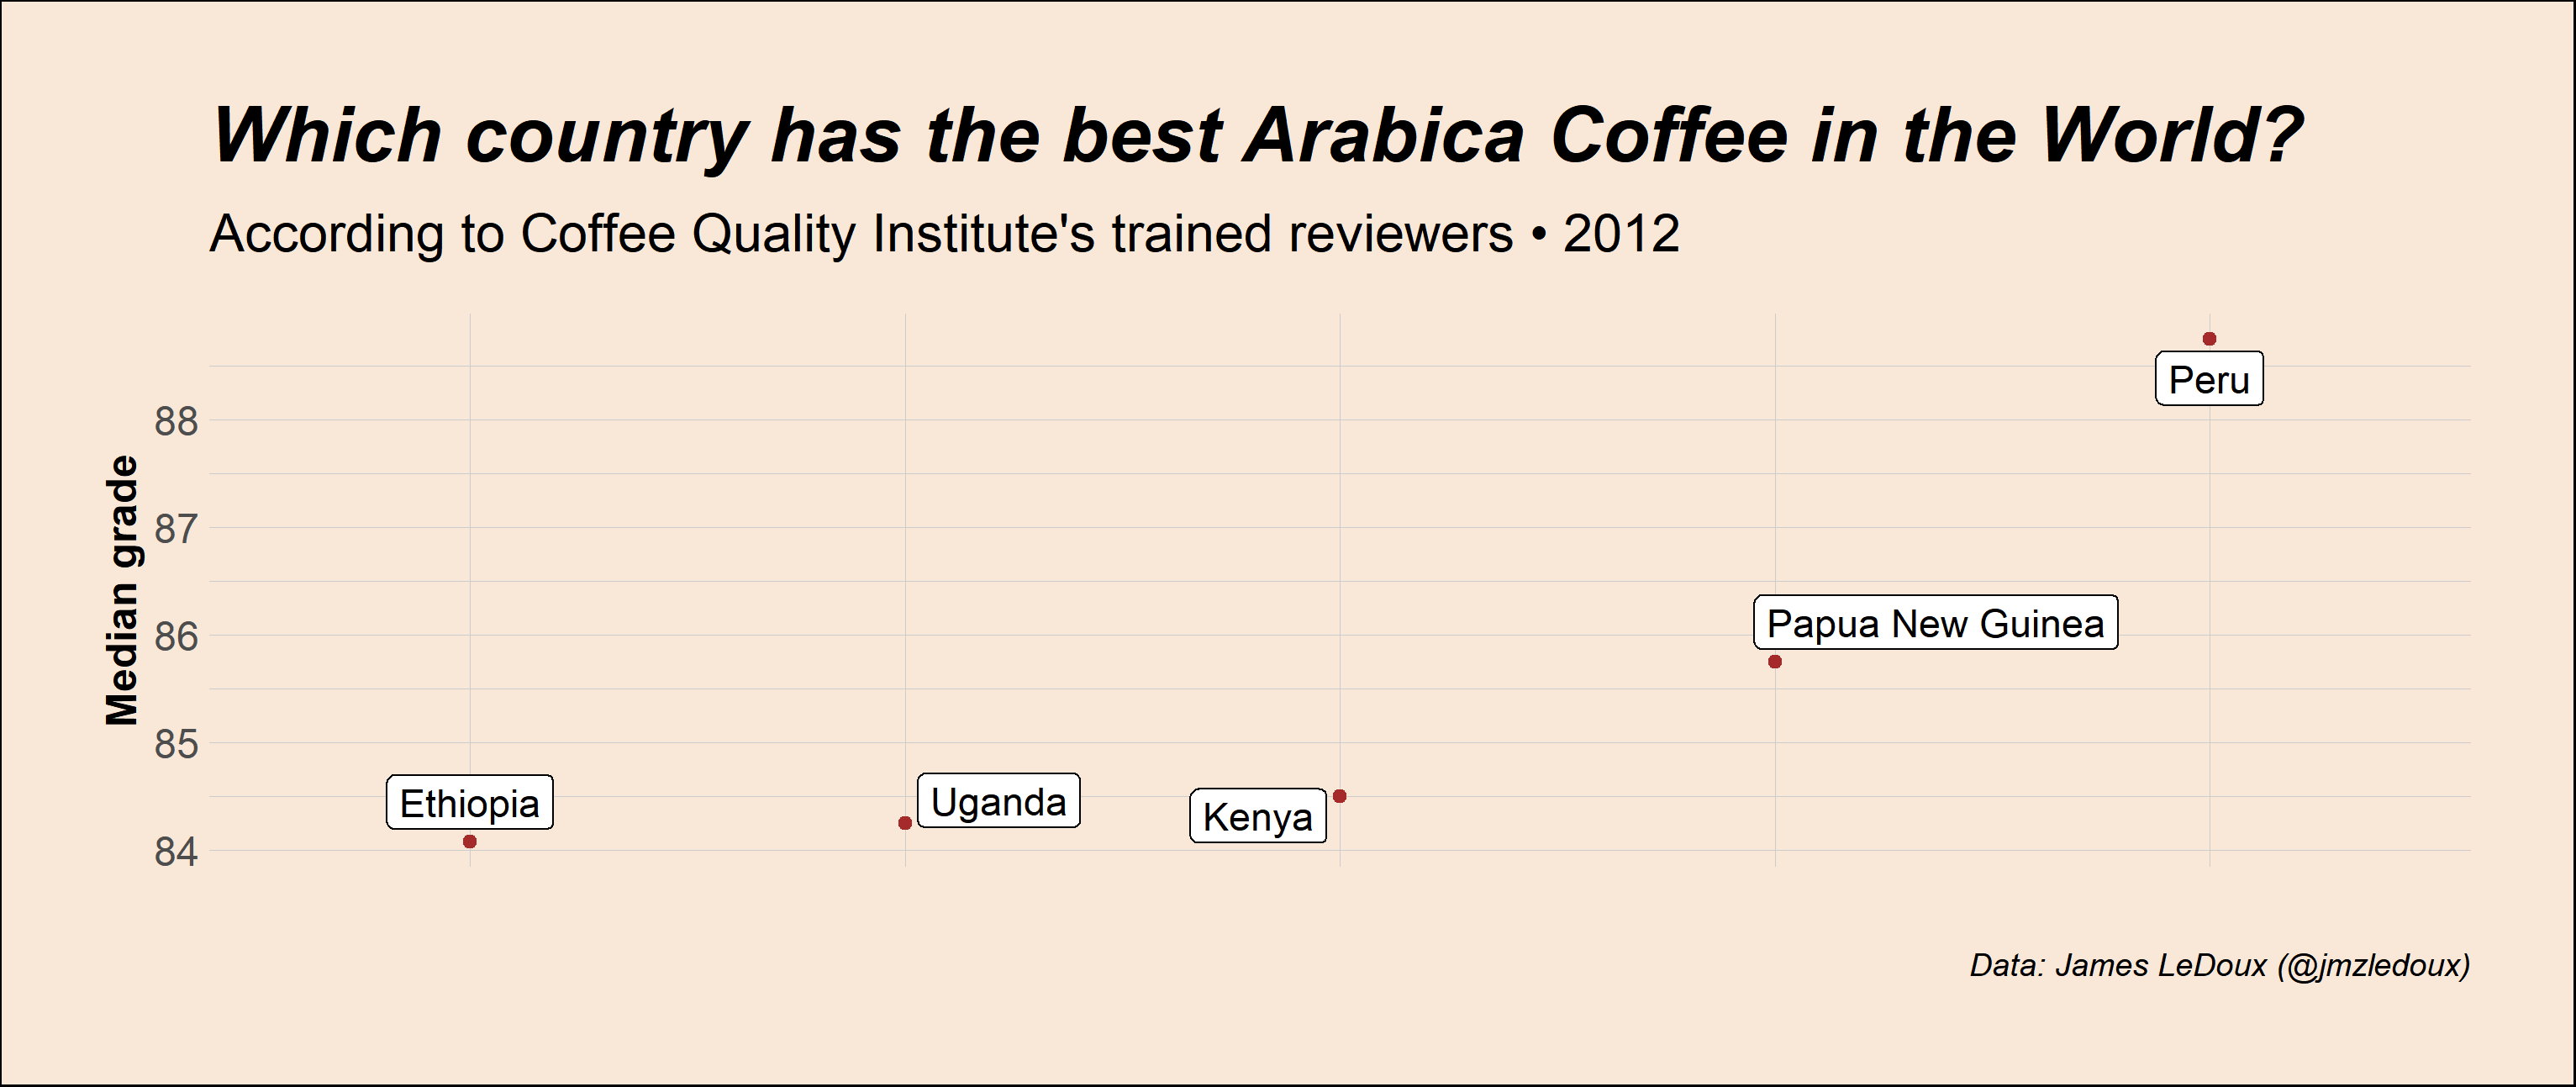 Which country has the best Arabica Coffee in the World?
According to Coffee Quality Institute's trained reviewers • 2012
Median grade
88
87
86
85
84
Peru
Papua New Guinea
Ethiopia
Uganda
Kenya
Data: James LeDoux (@jmzledoux)